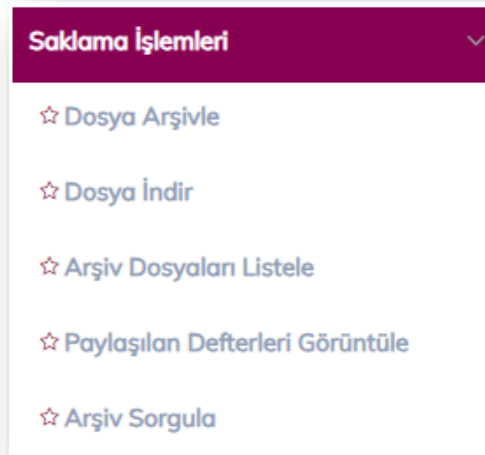 Saklama İşlemleri
Dosya Arşivle
Dosya İndir
Arşiv Dosyaları Listele
Paylaşılan Defterleri Görüntüle
Arşiv Sorgula